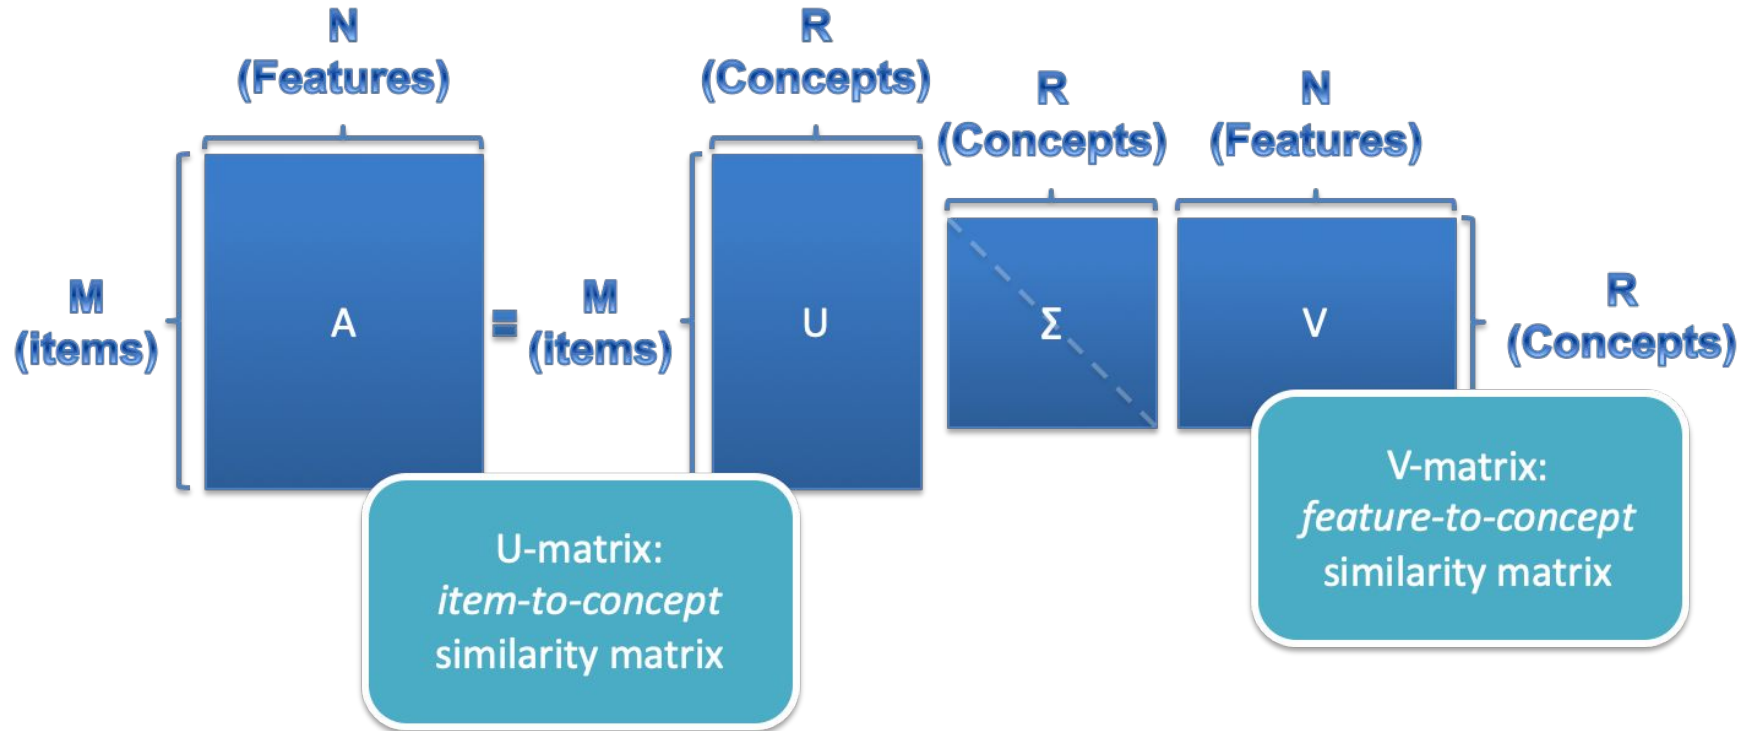 N
(Features)
R
(Concepts)
R
(Concepts)
N
(Features)
M
(items)
A
=
M
(items)
U
Σ
V
R
(Concepts)
U-matrix:
item-to-concept
similarity matrix
V-matrix:
feature-to-concept
similarity matrix